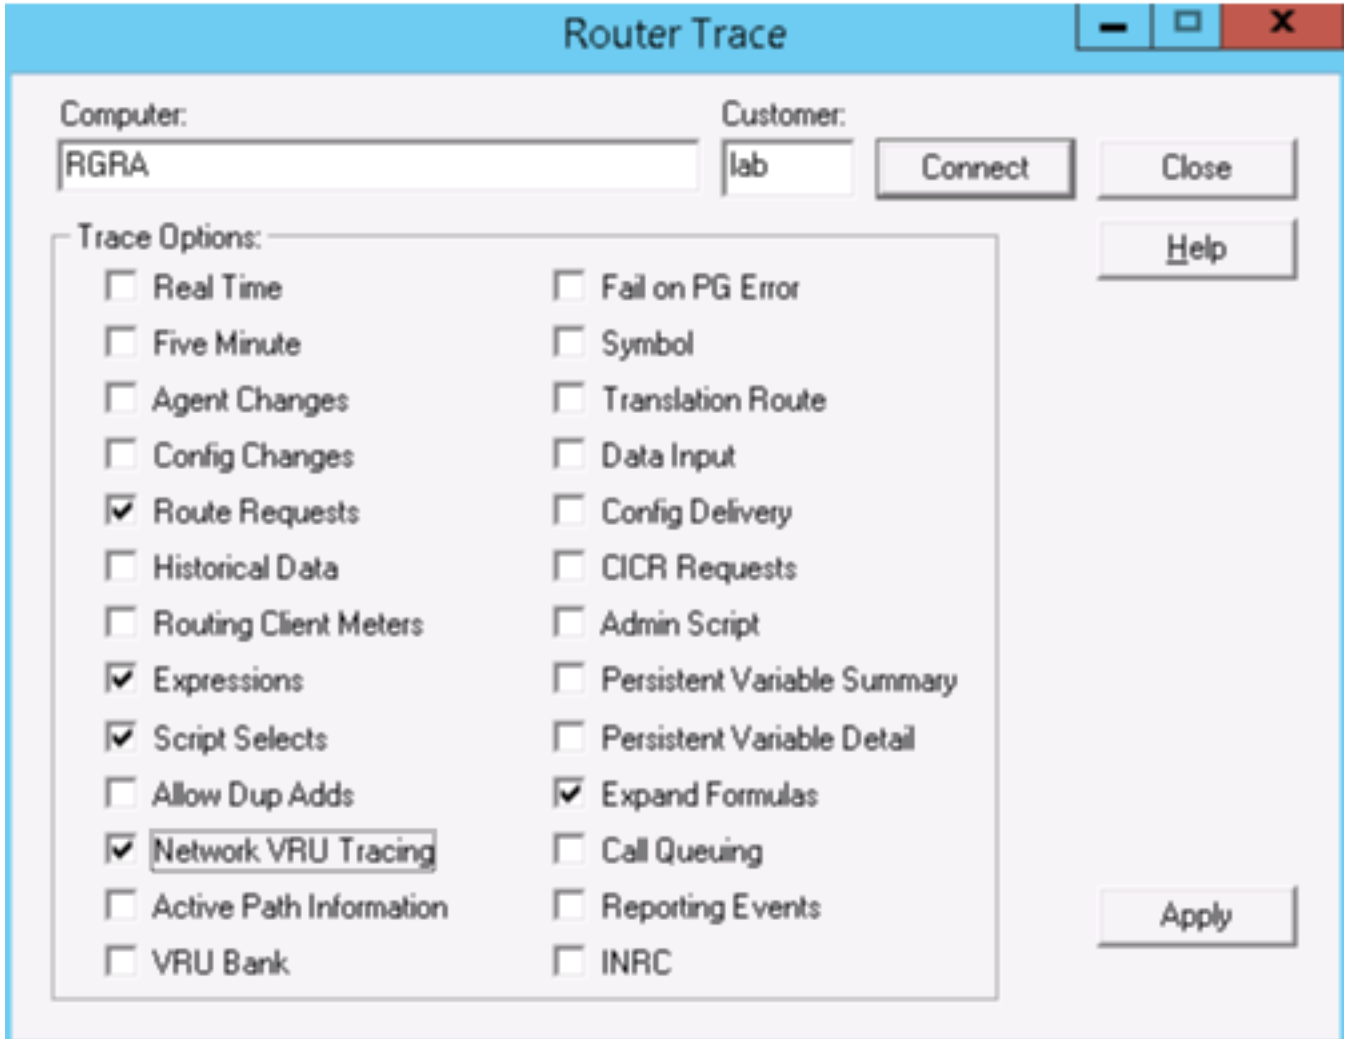 Router Trace
Computer:
Customer:
RGRA
lab
Connect
Close
Help
Trace Options:
Real Time
Fail on PG Error
Five Minute
Symbol
Agent Changes
Translation Route
Config Changes
Data Input
Route Requests
Config Delivery
Historical Data
CICR Requests
Routing Client Meters
Admin Script
Expressions
Persistent Variable Summary
Script Selects
Persistent Variable Detail
Allow Dup Adds
Expand Formulas
Network VRU Tracing
Call Queuing
Active Path Information
Reporting Events
Apply
VRU Bank
INRC